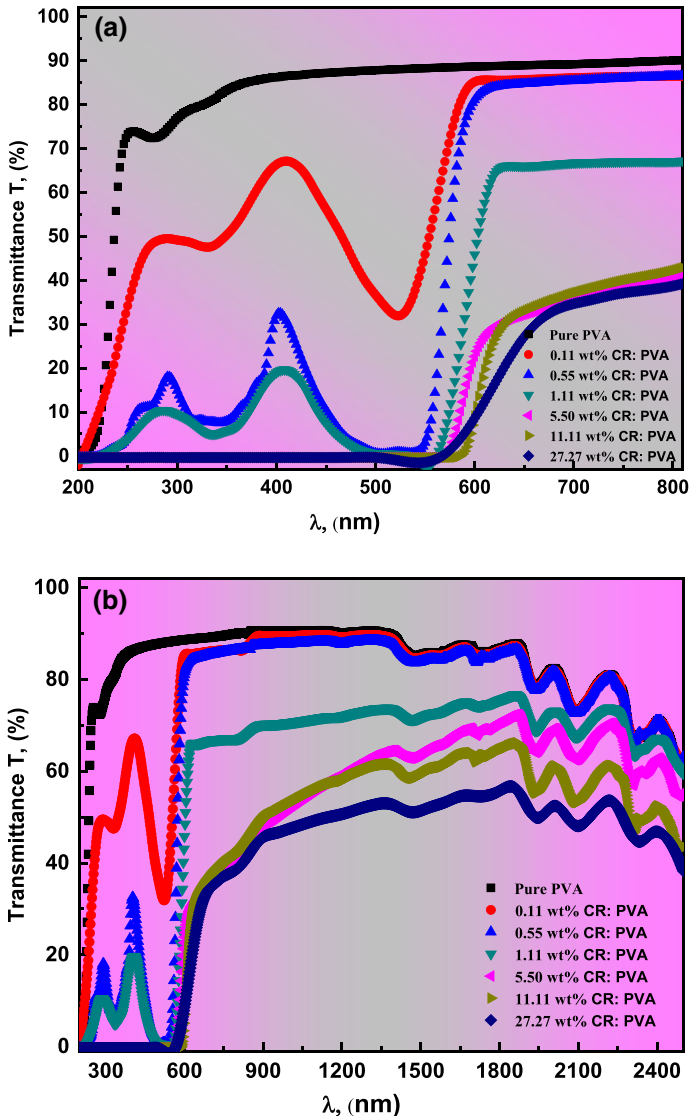 (a)
100
90
80
70
60
50
40
30
20
10
0
Transmittance T, (%)
Pure PVA
0.11 wt% CR: PVA
0.55 wt% CR: PVA
1.11 wt% CR: PVA
5.50 wt% CR: PVA
11.11 wt% CR: PVA
27.27 wt% CR: PVA
200 300 400 500 600 700 800
λ, (nm)
(b)
100
80
60
40
20
0
Transmittance T, (%)
Pure PVA
0.11 wt% CR: PVA
0.55 wt% CR: PVA
1.11 wt% CR: PVA
5.50 wt% CR: PVA
11.11 wt% CR: PVA
27.27 wt% CR: PVA
300 600 900 1200 1500 1800 2100 2400
λ, (nm)